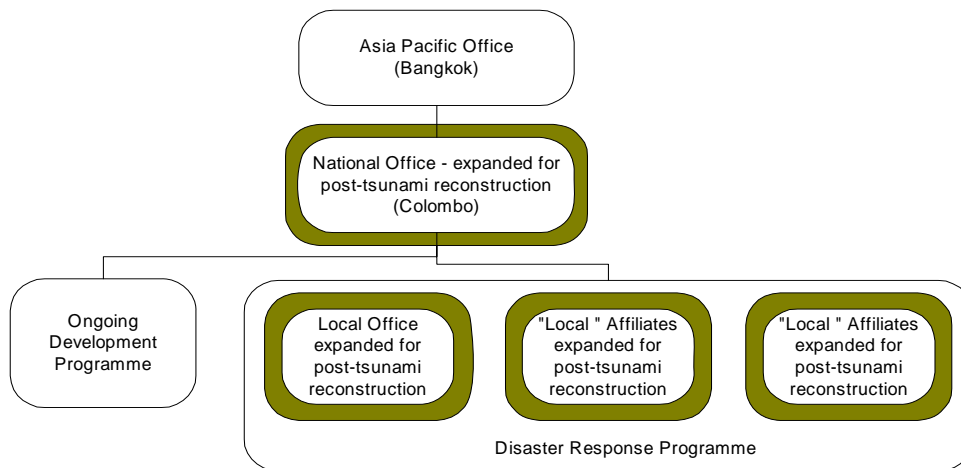 Asia Pacific Office
(Bangkok)
National Office - expanded for
post-tsunami reconstruction
(Colombo)
Ongoing
Development
Programme
Local Office
expanded for
post-tsunami
reconstruction
"Local " Affiliates
expanded for
post-tsunami
reconstruction
"Local " Affiliates
expanded for
post-tsunami
reconstruction
Disaster Response Programme